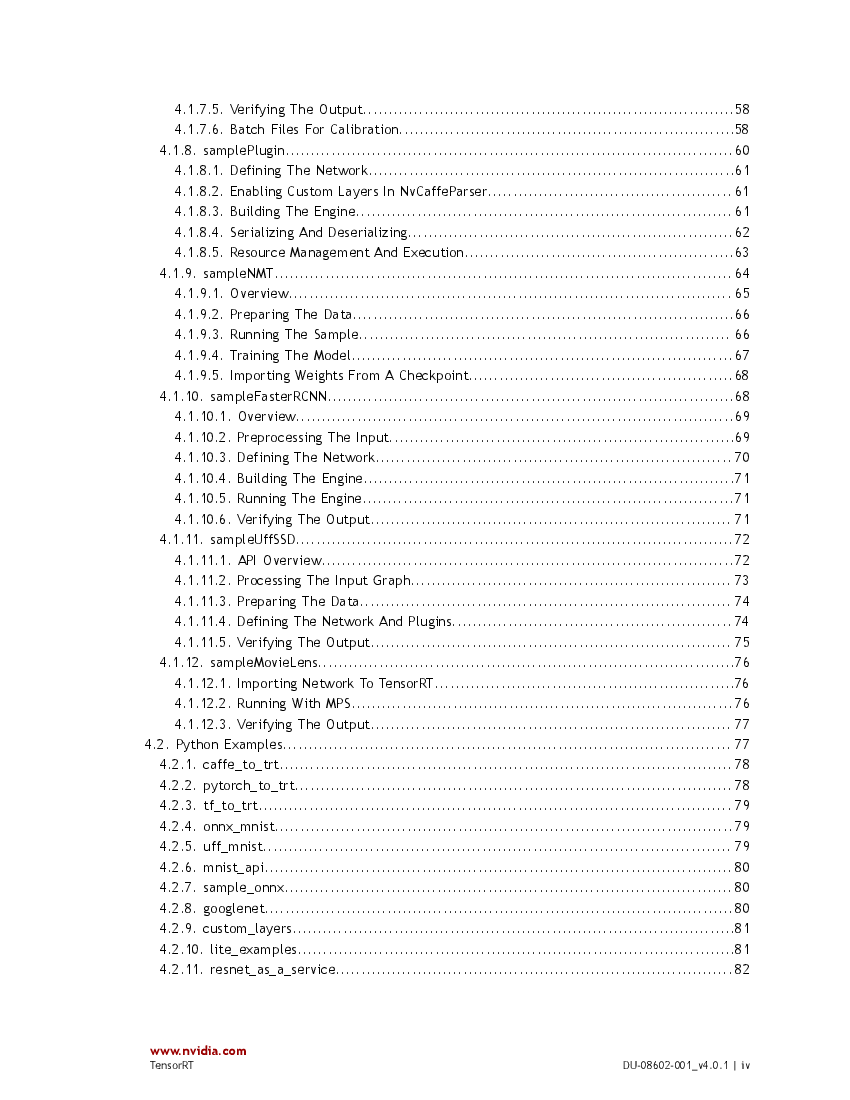 4.1.7.5. Verifying The Output.......................................................................58
4.1.7.6. Batch Files For Calibration................................................................58
4.1.8. samplePlugin.......................................................................................60
4.1.8.1. Defining The Network.......................................................................61
4.1.8.2. Enabling Custom Layers In NvCaffeParser................................................61
4.1.8.3. Building The Engine.........................................................................61
4.1.8.4. Serializing And Deserializing...............................................................62
4.1.8.5. Resource Management And Execution....................................................63
4.1.9. sampleNMT.........................................................................................64
4.1.9.1. Overview......................................................................................65
4.1.9.2. Preparing The Data..........................................................................66
4.1.9.3. Running The Sample.........................................................................66
4.1.9.4. Training The Model..........................................................................67
4.1.9.5. Importing Weights From A Checkpoint....................................................68
4.1.10. sampleFasterRCNN...............................................................................68
4.1.10.1. Overview.....................................................................................69
4.1.10.2. Preprocessing The Input...................................................................69
4.1.10.3. Defining The Network......................................................................70
4.1.10.4. Building The Engine........................................................................71
4.1.10.5. Running The Engine........................................................................71
4.1.10.6. Verifying The Output.......................................................................71
4.1.11. sampleUffSSD.....................................................................................72
4.1.11.1. API Overview................................................................................72
4.1.11.2. Processing The Input Graph...............................................................73
4.1.11.3. Preparing The Data.........................................................................74
4.1.11.4. Defining The Network And Plugins.......................................................74
4.1.11.5. Verifying The Output.......................................................................75
4.1.12. sampleMovieLens.................................................................................76
4.1.12.1. Importing Network To TensorRT..........................................................76
4.1.12.2. Running With MPS..........................................................................76
4.1.12.3. Verifying The Output.......................................................................77
4.2. Python Examples......................................................................................77
4.2.1. caffe_to_trt........................................................................................78
4.2.2. pytorch_to_trt.....................................................................................78
4.2.3. tf_to_trt............................................................................................79
4.2.4. onnx_mnist.........................................................................................79
4.2.5. uff_mnist...........................................................................................79
4.2.6. mnist_api...........................................................................................80
4.2.7. sample_onnx.......................................................................................80
4.2.8. googlenet...........................................................................................80
4.2.9. custom_layers......................................................................................81
4.2.10. lite_examples....................................................................................81
4.2.11. resnet_as_a_service.............................................................................82
www.nvidia.com
TensorRT DU-08602-001_v4.0.1 | iv